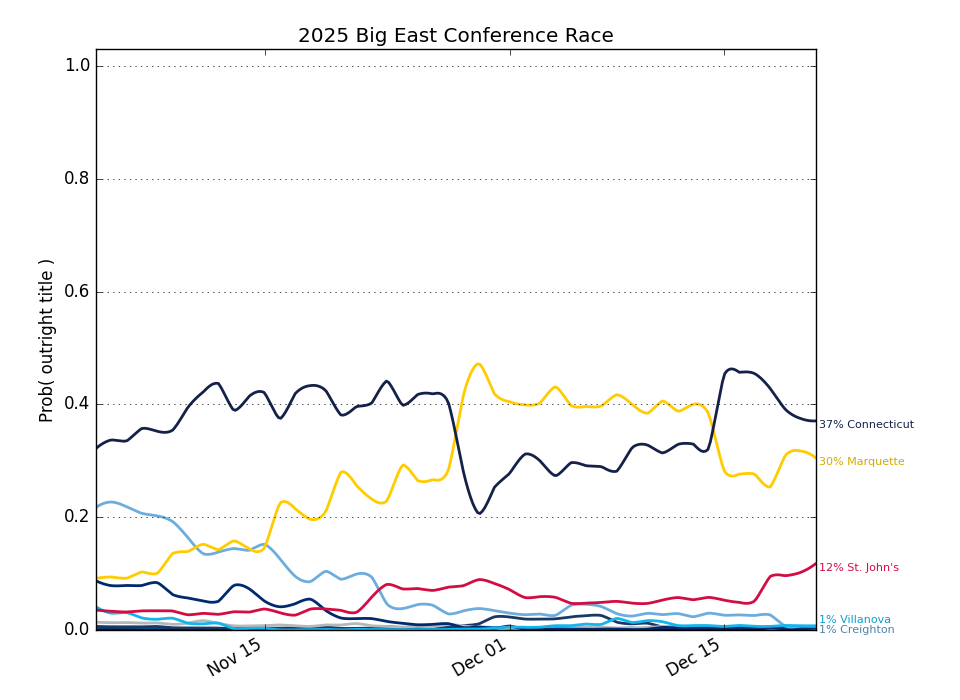 2025 Big East Conference Race
Prob( outright title )
1.0
0.8
0.6
0.4
0.2
0.0
Nov 15
Dec 01
Dec 15
37% Connecticut
30% Marquette
12% St. John's
1% Villanova
1% Creighton